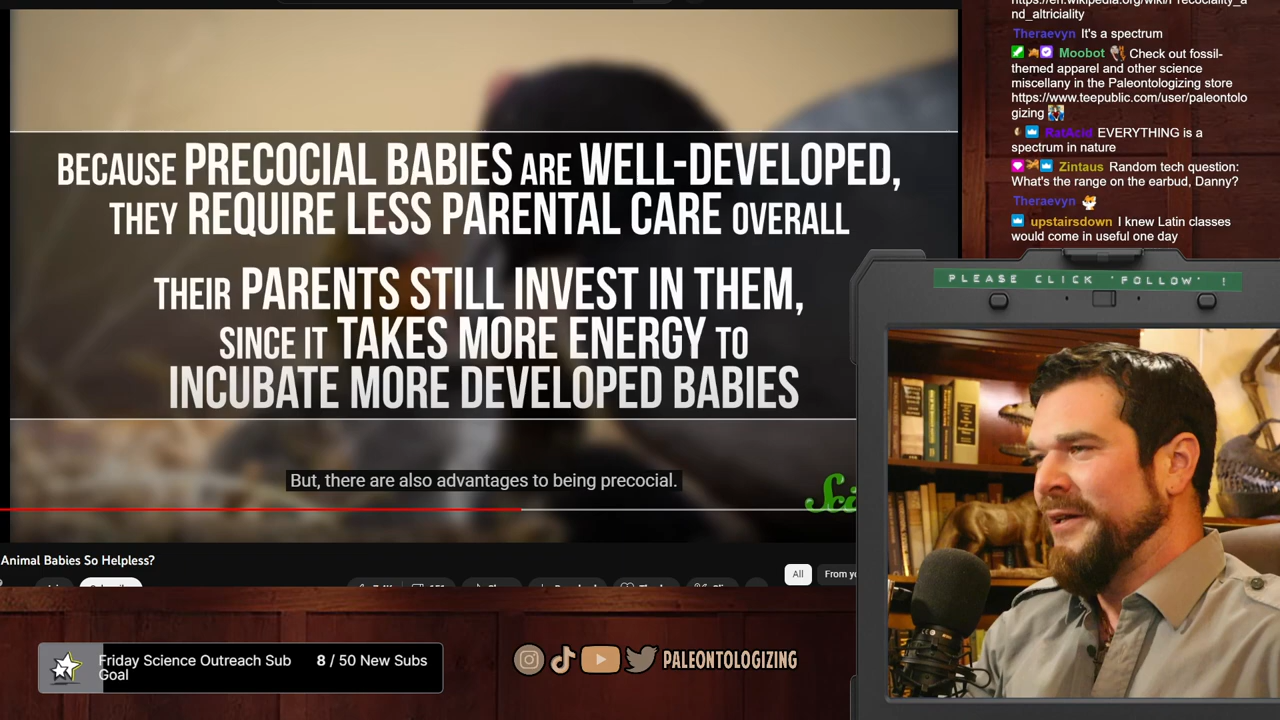 BECAUSE PRECOCIAL BABIES ARE WELL-DEVELOPED,
THEY REQUIRE LESS PARENTAL CARE OVERALL
THEIR PARENTS STILL INVEST IN THEM,
SINCE IT TAKES MORE ENERGY TO
INCUBATE MORE DEVELOPED BABIES
But, there are also advantages to being precocial.
Sci
Animal Babies So Helpless?
All
From yo
https://en.wikipedia.org/wiki/Precociality_a
nd_altriciality
Theraevyn It's a spectrum
Moobot Check out fossil-
themed apparel and other science
miscellany in the Paleontologizing store
https://www.teepublic.com/user/paleontolo
gizing
RatAcid EVERYTHING is a
spectrum in nature
Zintaus Random tech question:
What's the range on the earbud, Danny?
Theraevyn
upstairsdown I knew Latin classes
would come in useful one day
PLEASE CLICK 'FOLLOW' !
Friday Science Outreach Sub
Goal
8 / 50 New Subs
PALEONTOLOGIZING